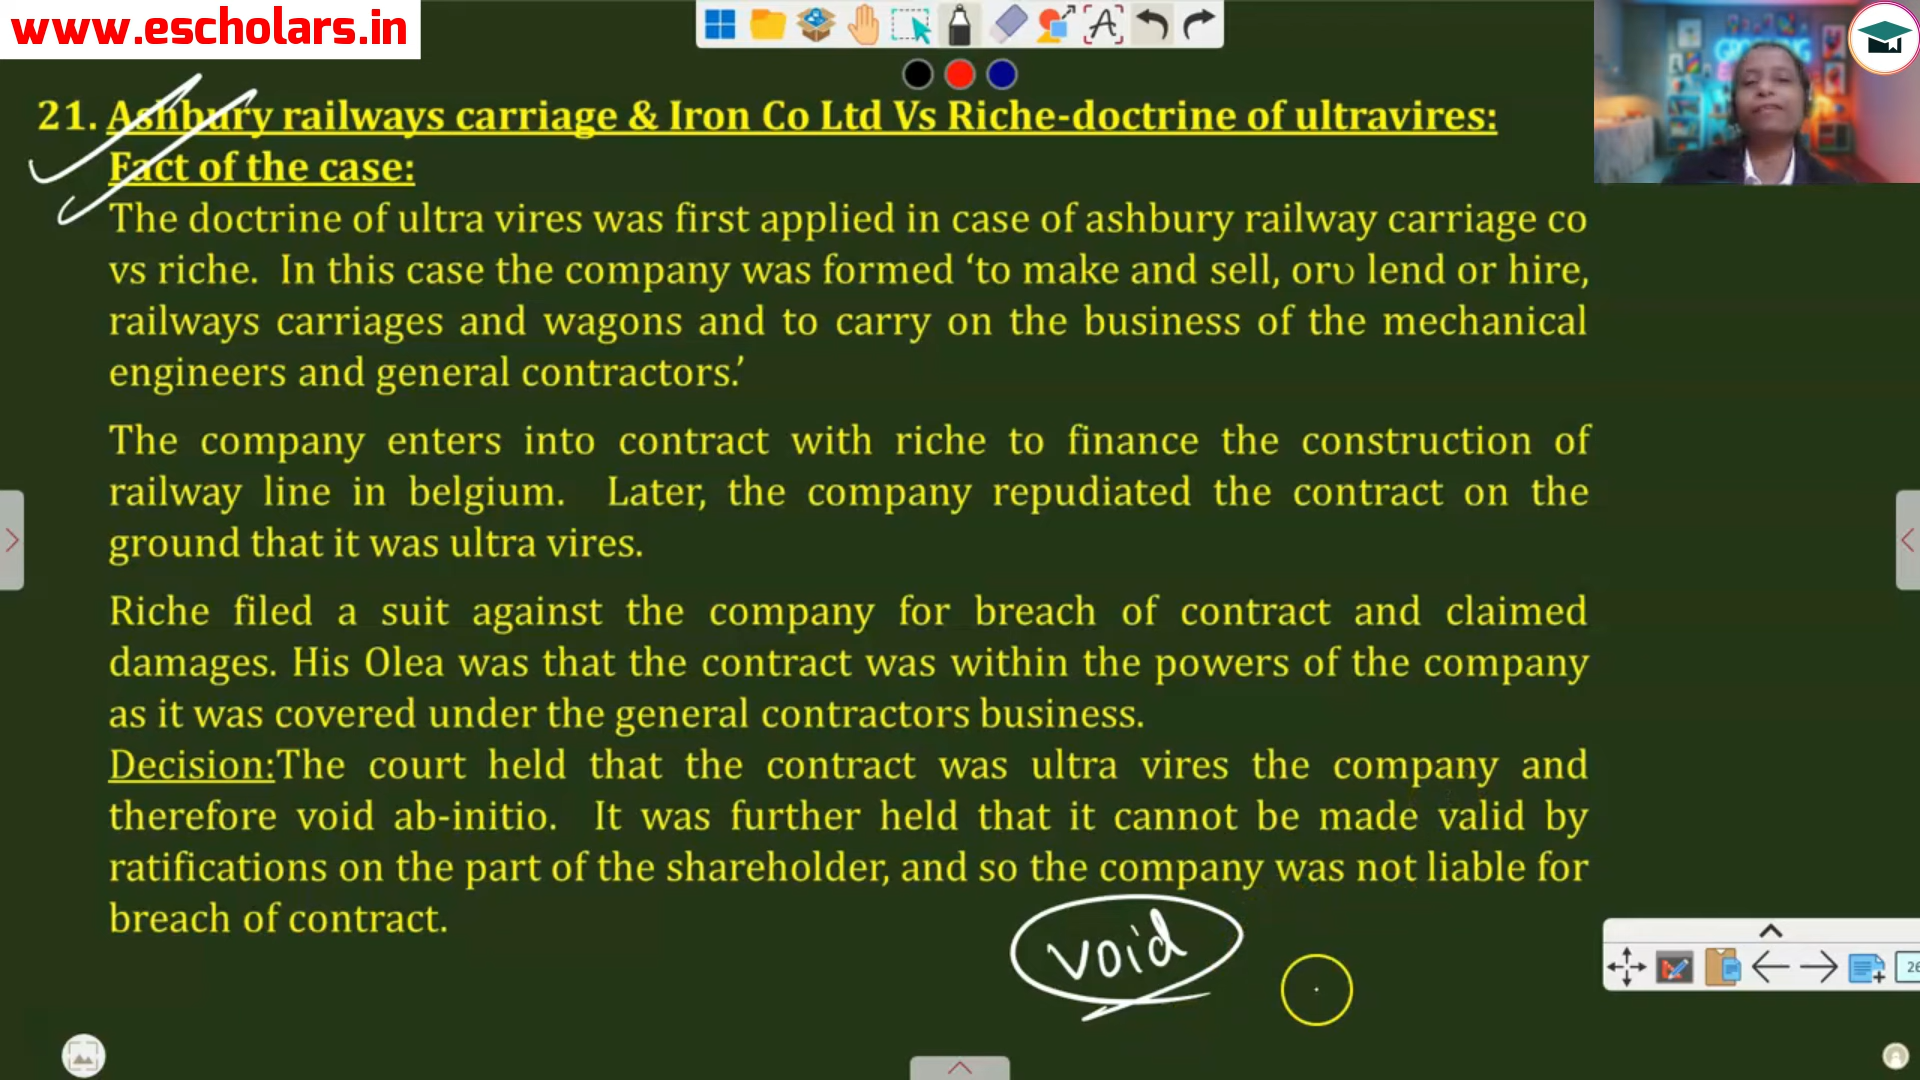 www.escholars.in
21. Ashbury railways carriage & Iron Co Ltd Vs Riche-doctrine of ultravires:
Fact of the case:
The doctrine of ultra vires was first applied in case of ashbury railway carriage co
vs riche. In this case the company was formed ‘to make and sell, orυ lend or hire,
railways carriages and wagons and to carry on the business of the mechanical
engineers and general contractors.’
The company enters into contract with riche to finance the construction of
railway line in belgium. Later, the company repudiated the contract on the
ground that it was ultra vires.
Riche filed a suit against the company for breach of contract and claimed
damages. His Olea was that the contract was within the powers of the company
as it was covered under the general contractors business.
Decision:The court held that the contract was ultra vires the company and
therefore void ab-initio. It was further held that it cannot be made valid by
ratifications on the part of the shareholder, and so the company was not liable for
breach of contract.
void